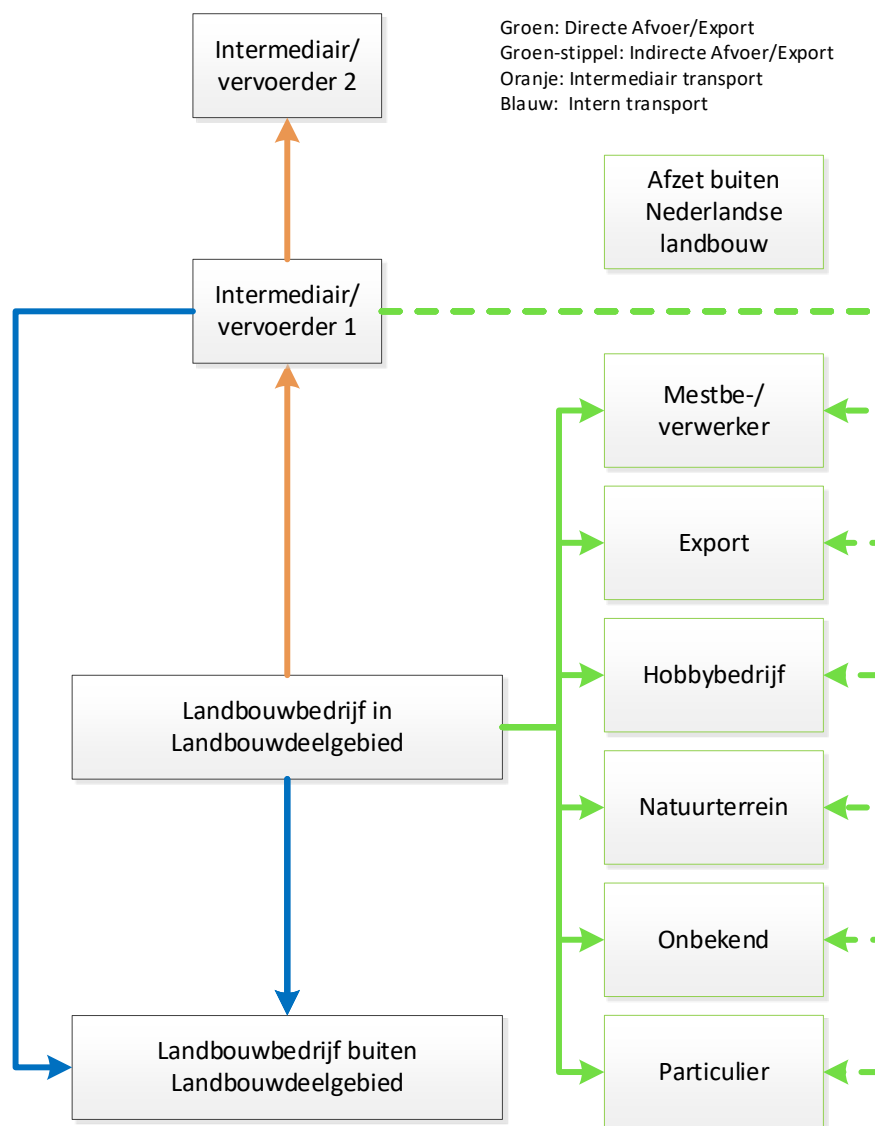 Groen: Directe Afvoer/Export
Groen-stippel: Indirecte Afvoer/Export
Oranje: Intermediair transport
Blauw:  Intern transport
Intermediair/
vervoerder 2
Afzet buiten
Nederlandse
landbouw
Intermediair/
vervoerder 1
Mestbe-/
verwerker
Export
Hobbybedrijf
Landbouwbedrijf in
Landbouwdeelgebied
Natuurterrein
Onbekend
Landbouwbedrijf buiten
Landbouwdeelgebied
Particulier